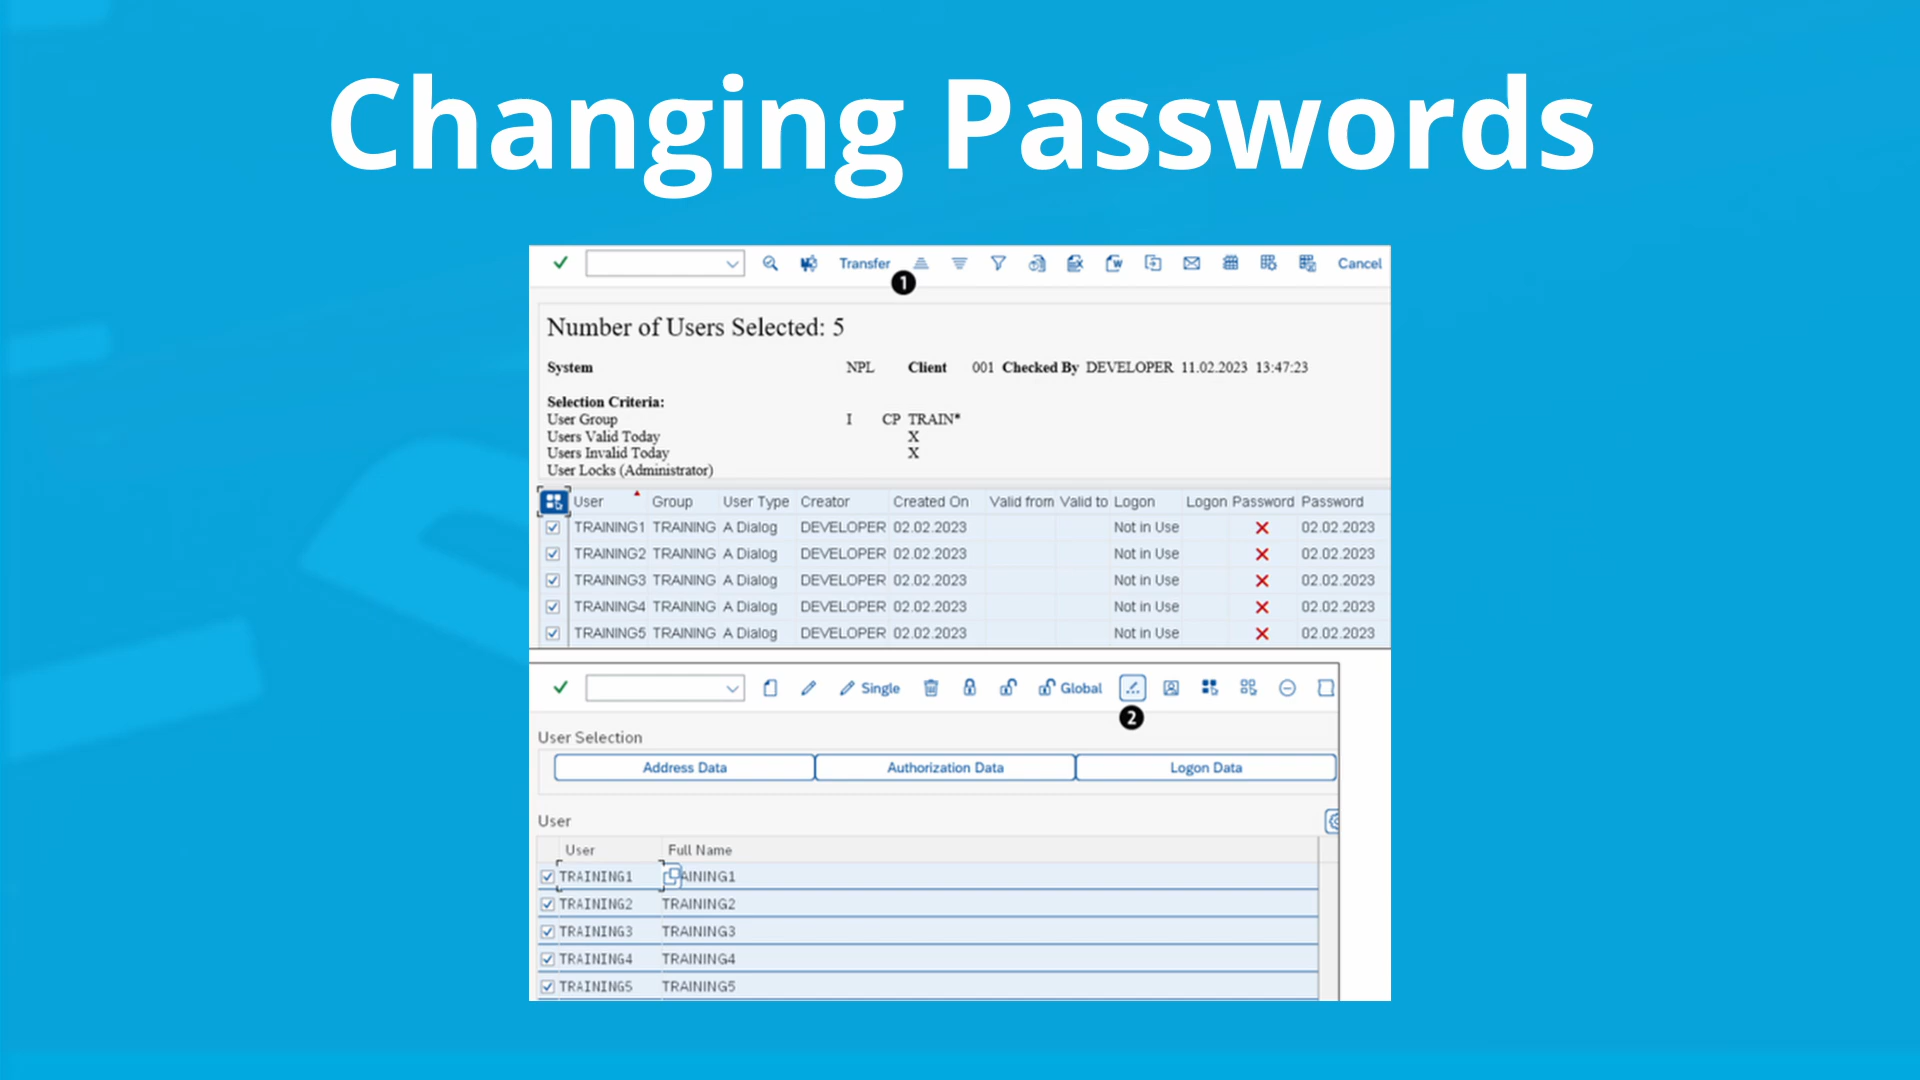 Changing Passwords
Transfer Cancel
1
Number of Users Selected: 5
System NPL Client 001 Checked By DEVELOPER 11.02.2023 13:47:23
Selection Criteria:
User Group I CP TRAIN*
Users Valid Today X
Users Invalid Today X
User Locks (Administrator)
User Group User Type Creator Created On Valid from Valid to Logon Logon Password Password
TRAINING1 TRAINING A Dialog DEVELOPER 02.02.2023 Not in Use 02.02.2023
TRAINING2 TRAINING A Dialog DEVELOPER 02.02.2023 Not in Use 02.02.2023
TRAINING3 TRAINING A Dialog DEVELOPER 02.02.2023 Not in Use 02.02.2023
TRAINING4 TRAINING A Dialog DEVELOPER 02.02.2023 Not in Use 02.02.2023
TRAINING5 TRAINING A Dialog DEVELOPER 02.02.2023 Not in Use 02.02.2023
Single Global
2
User Selection
Address Data Authorization Data Logon Data
User
User Full Name
TRAINING1 AINING1
TRAINING2 TRAINING2
TRAINING3 TRAINING3
TRAINING4 TRAINING4
TRAINING5 TRAINING5